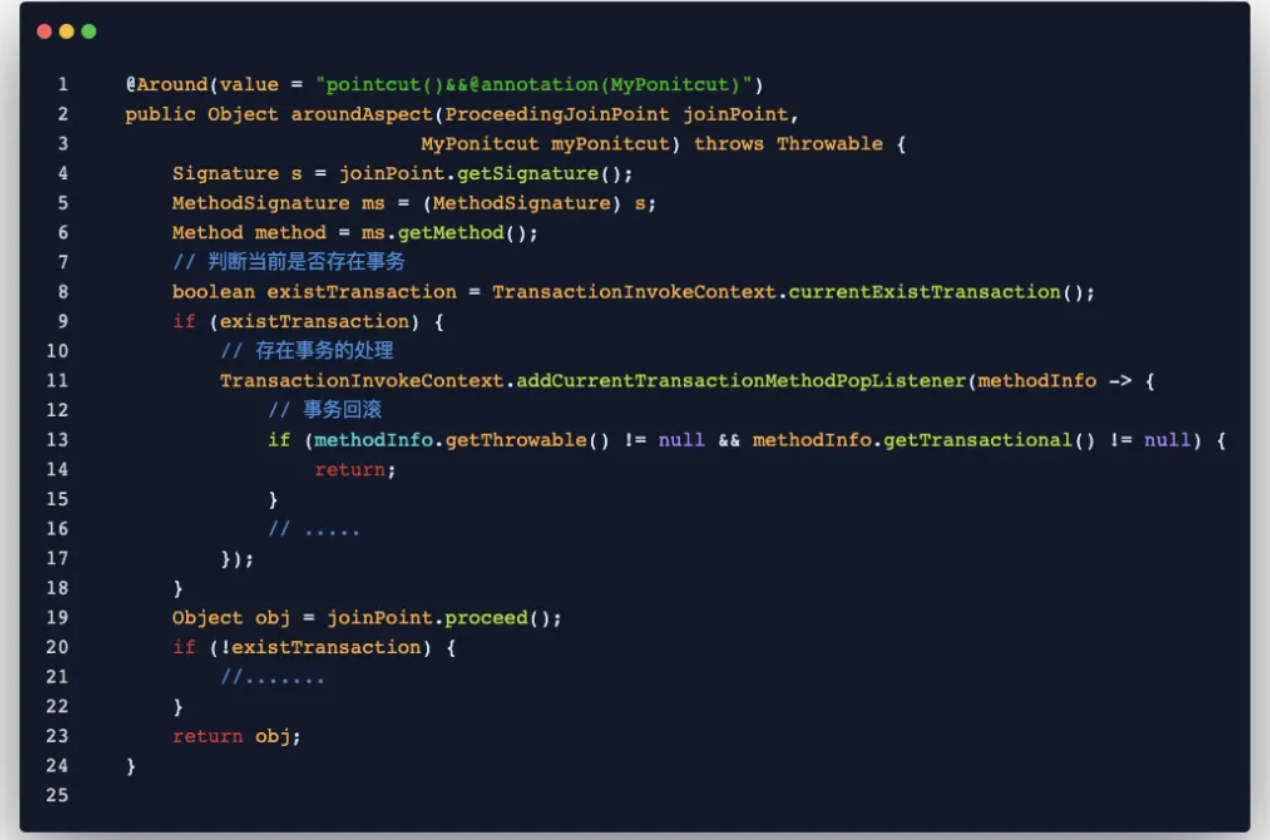 1 @Around(value = "pointcut()&&@annotation(MyPonitcut)")
2 public Object aroundAspect(ProceedingJoinPoint joinPoint,
3 MyPonitcut myPonitcut) throws Throwable {
4 Signature s = joinPoint.getSignature();
5 MethodSignature ms = (MethodSignature) s;
6 Method method = ms.getMethod();
7 // 判断当前是否存在事务
8 boolean existTransaction = TransactionInvokeContext.currentExistTransaction();
9 if (existTransaction) {
10 // 存在事务的处理
11 TransactionInvokeContext.addCurrentTransactionMethodPopListener(methodInfo -> {
12 // 事务回滚
13 if (methodInfo.getThrowable() != null && methodInfo.getTransactional() != null) {
14 return;
15 }
16 // .....
17 });
18 }
19 Object obj = joinPoint.proceed();
20 if (!existTransaction) {
21 //.......
22 }
23 return obj;
24 }
25